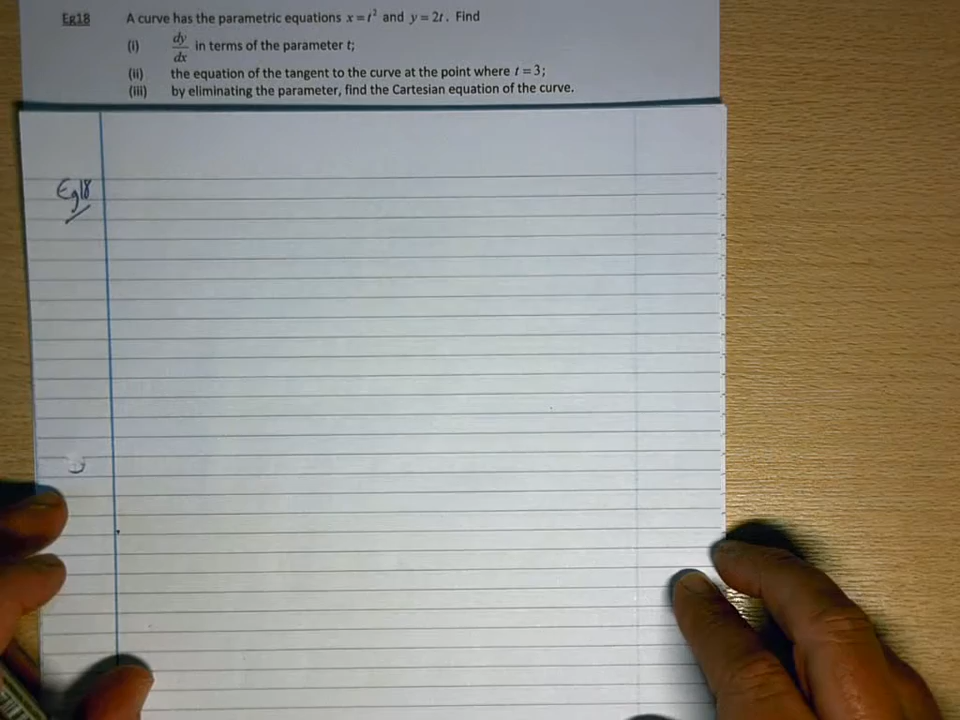 Eg18 A curve has the parametric equations x = t² and y = 2t. Find
(i) dy/dx in terms of the parameter t;
(ii) the equation of the tangent to the curve at the point where t = 3;
(iii) by eliminating the parameter, find the Cartesian equation of the curve.
Eg18